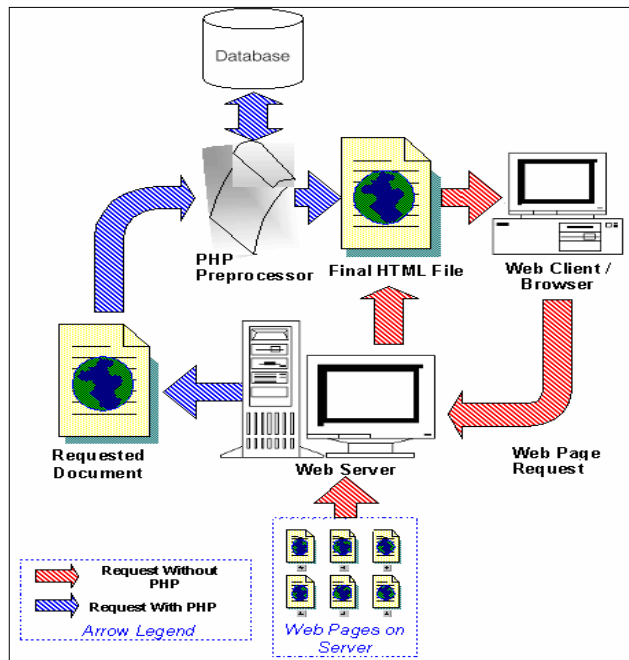 Database
PHP
Preprocessor
Final HTML File
Web Client /
Browser
Requested
Document
Web Server
Web Page
Request
Request Without
PHP
Request With PHP
Arrow Legend
Web Pages on
Server